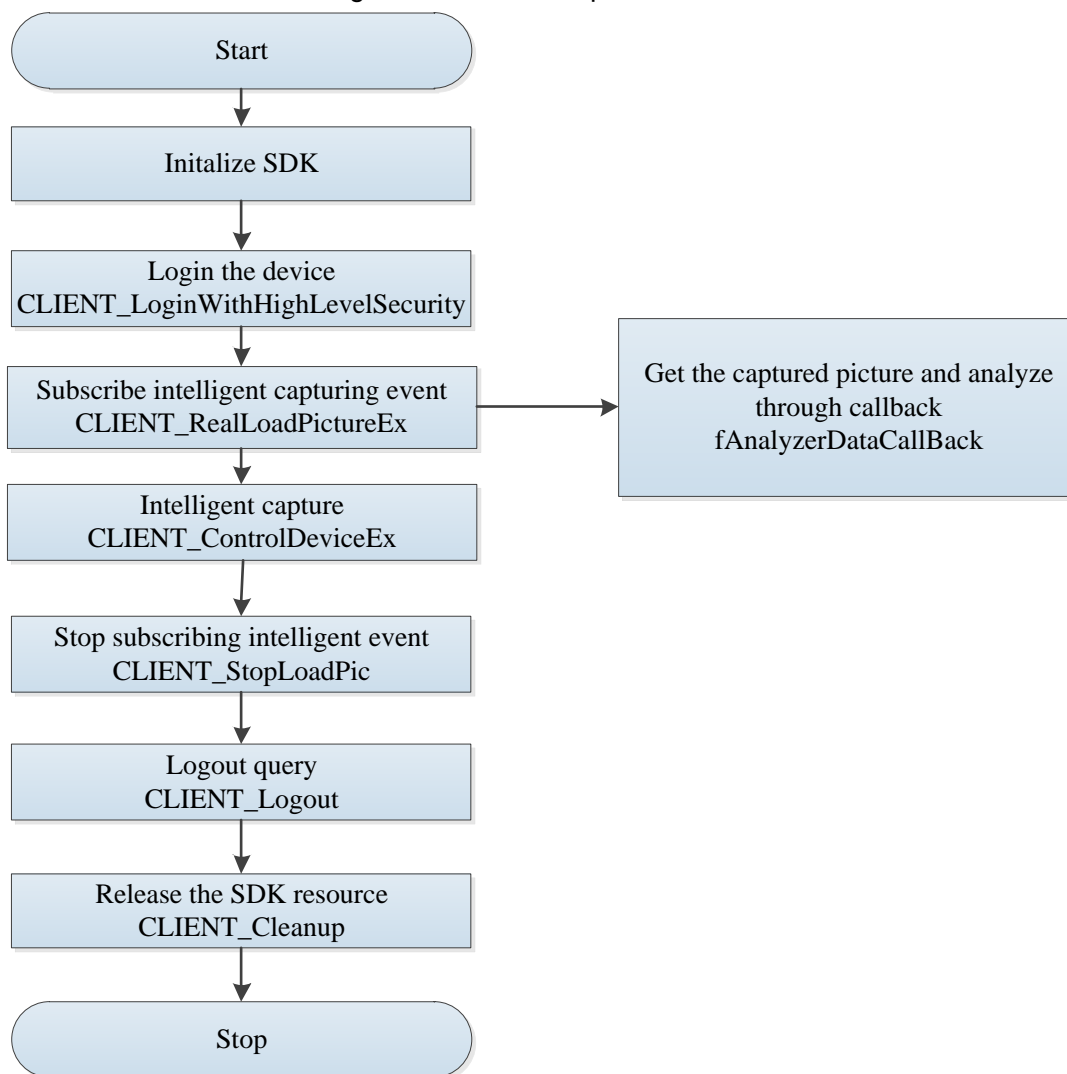 Start
Initalize SDK
Login the device
CLIENT_LoginWithHighLevelSecurity
Subscribe intelligent capturing event
CLIENT_RealLoadPictureEx
Get the captured picture and analyze
through callback
fAnalyzerDataCallBack
Intelligent capture
CLIENT_ControlDeviceEx
Stop subscribing intelligent event
CLIENT_StopLoadPic
Logout query
CLIENT_Logout
Release the SDK resource
CLIENT_Cleanup
Stop